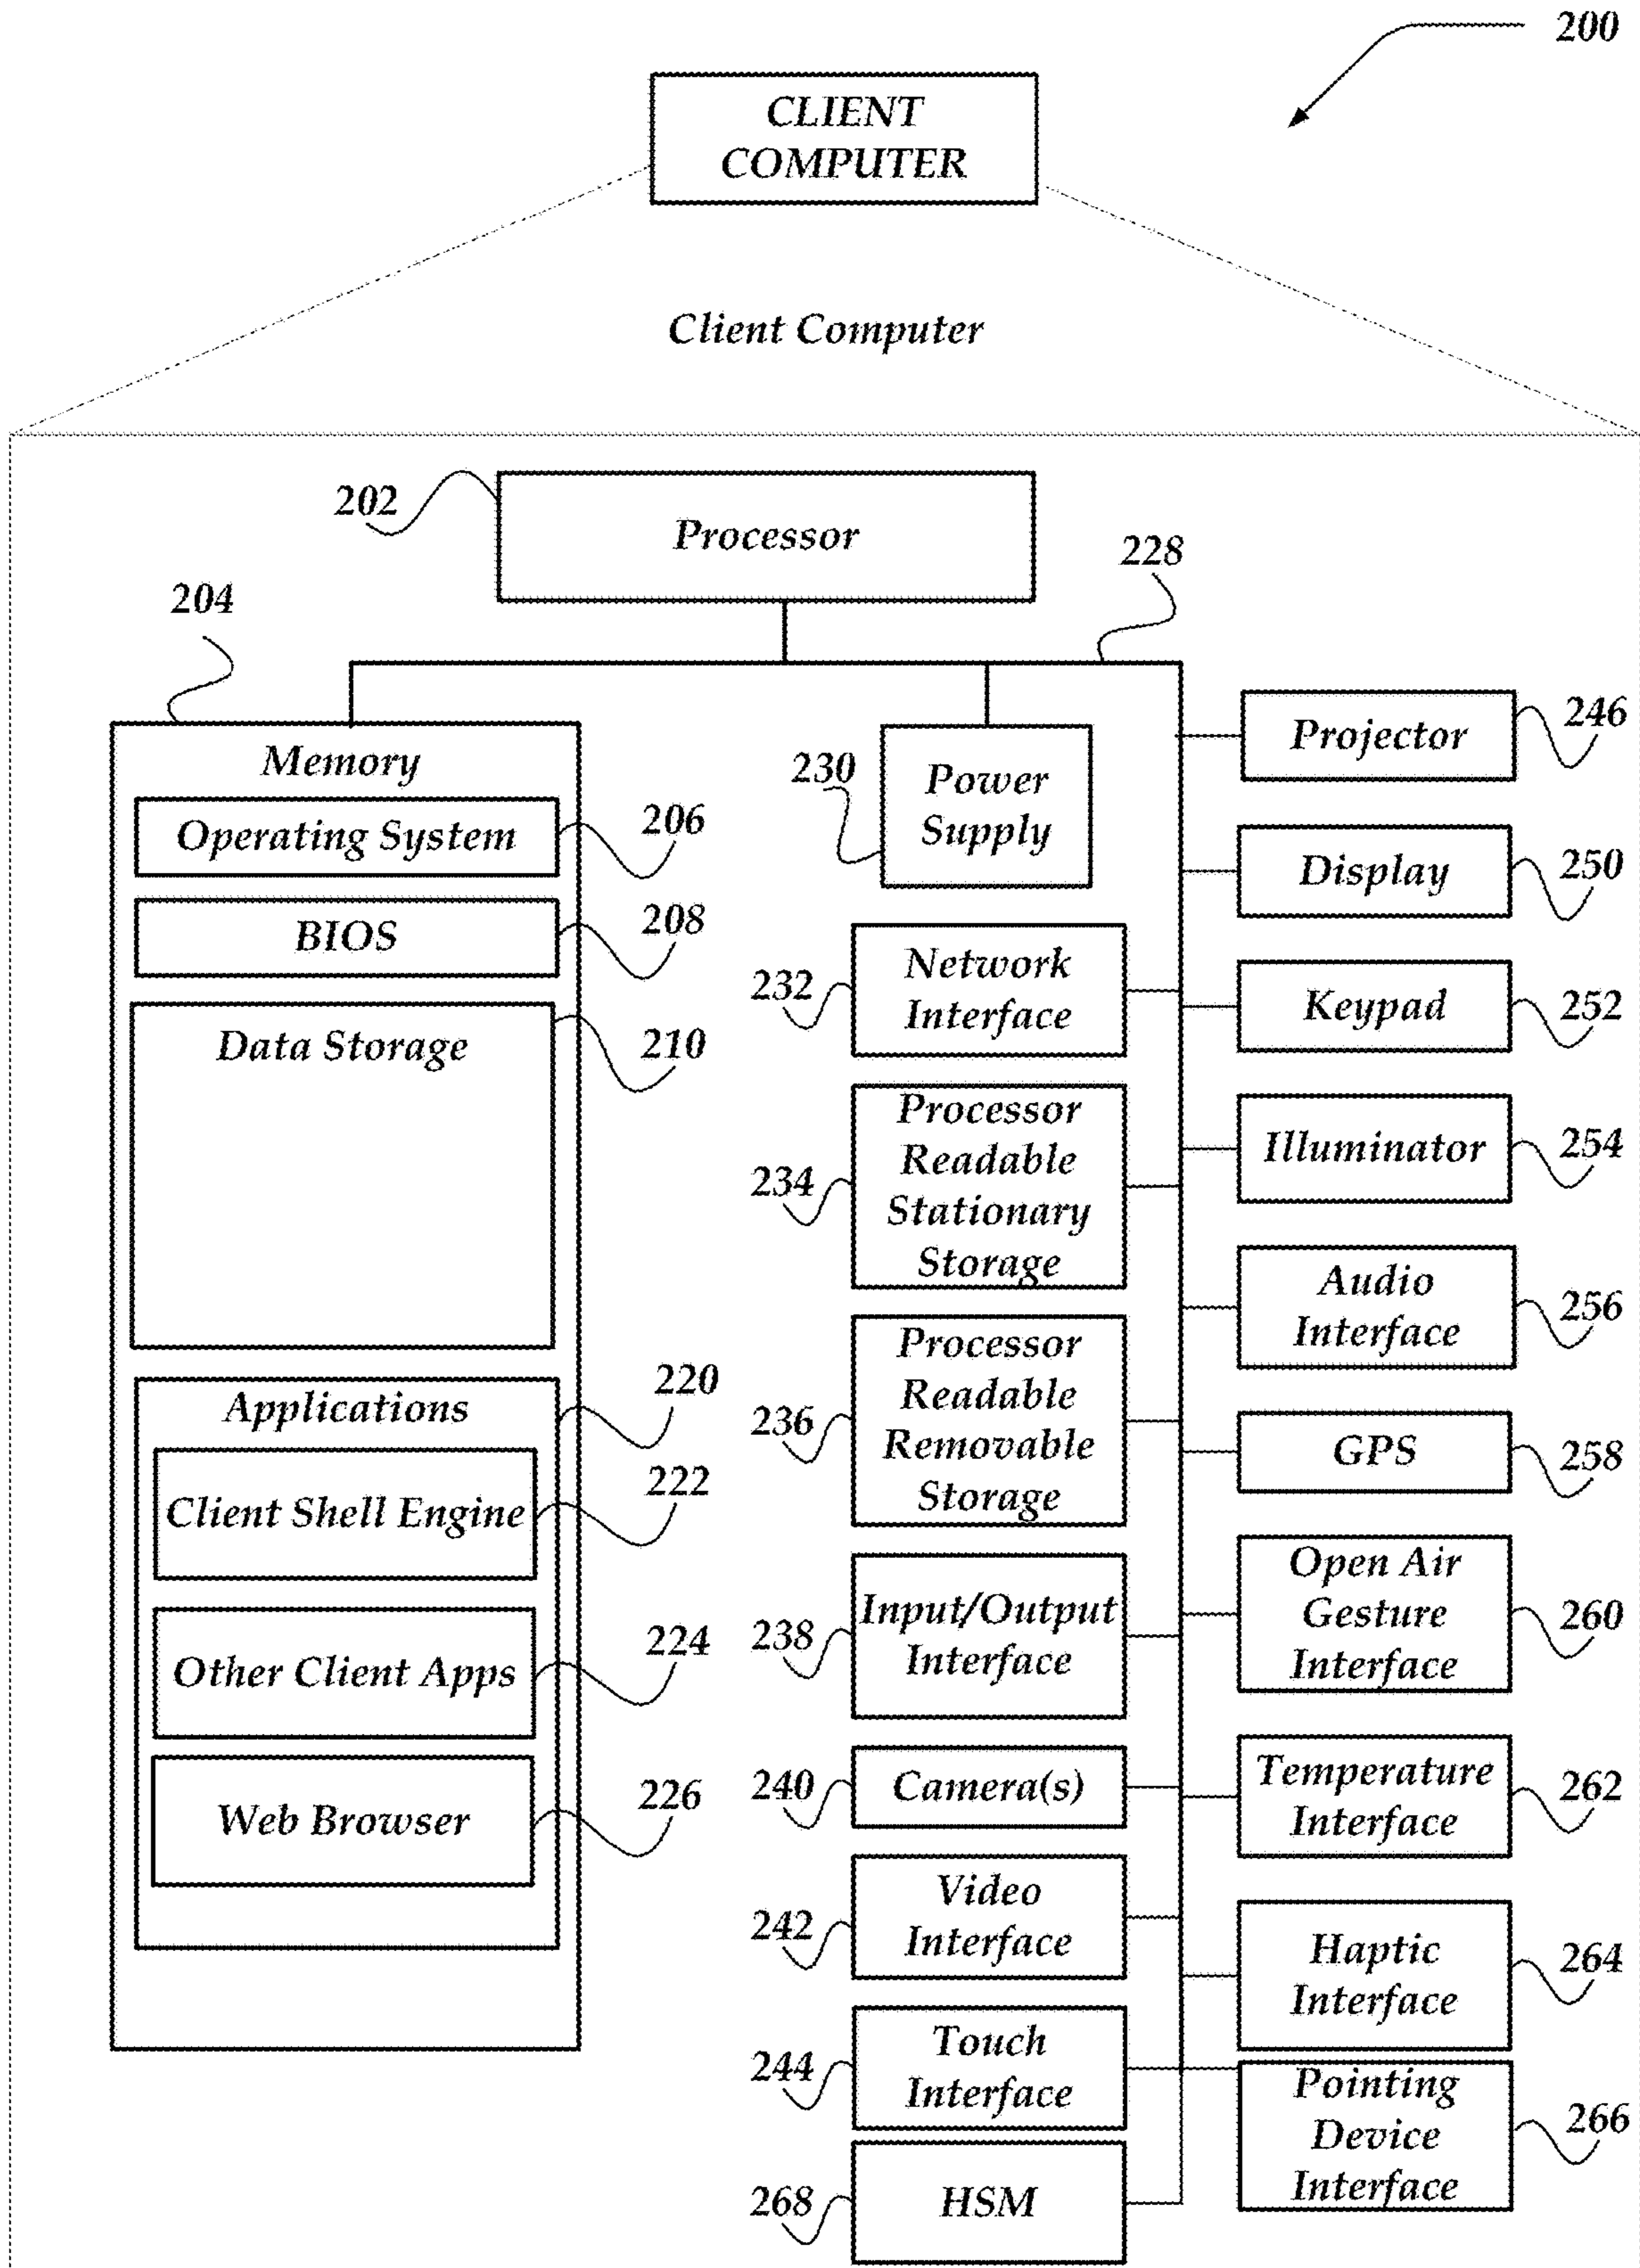 200
CLIENT
COMPUTER
Client Computer
202
Processor
228
204
Memory
Operating System
206
BIOS
208
Data Storage
210
Applications
220
Client Shell Engine
222
Other Client Apps
224
Web Browser
226
230
Power
Supply
232
Network
Interface
234
Processor
Readable
Stationary
Storage
236
Processor
Readable
Removable
Storage
238
Input/Output
Interface
240
Camera(s)
242
Video
Interface
244
Touch
Interface
268
HSM
Projector
246
Display
250
Keypad
252
Illuminator
254
Audio
Interface
256
GPS
258
Open Air
Gesture
Interface
260
Temperature
Interface
262
Haptic
Interface
264
Pointing
Device
Interface
266